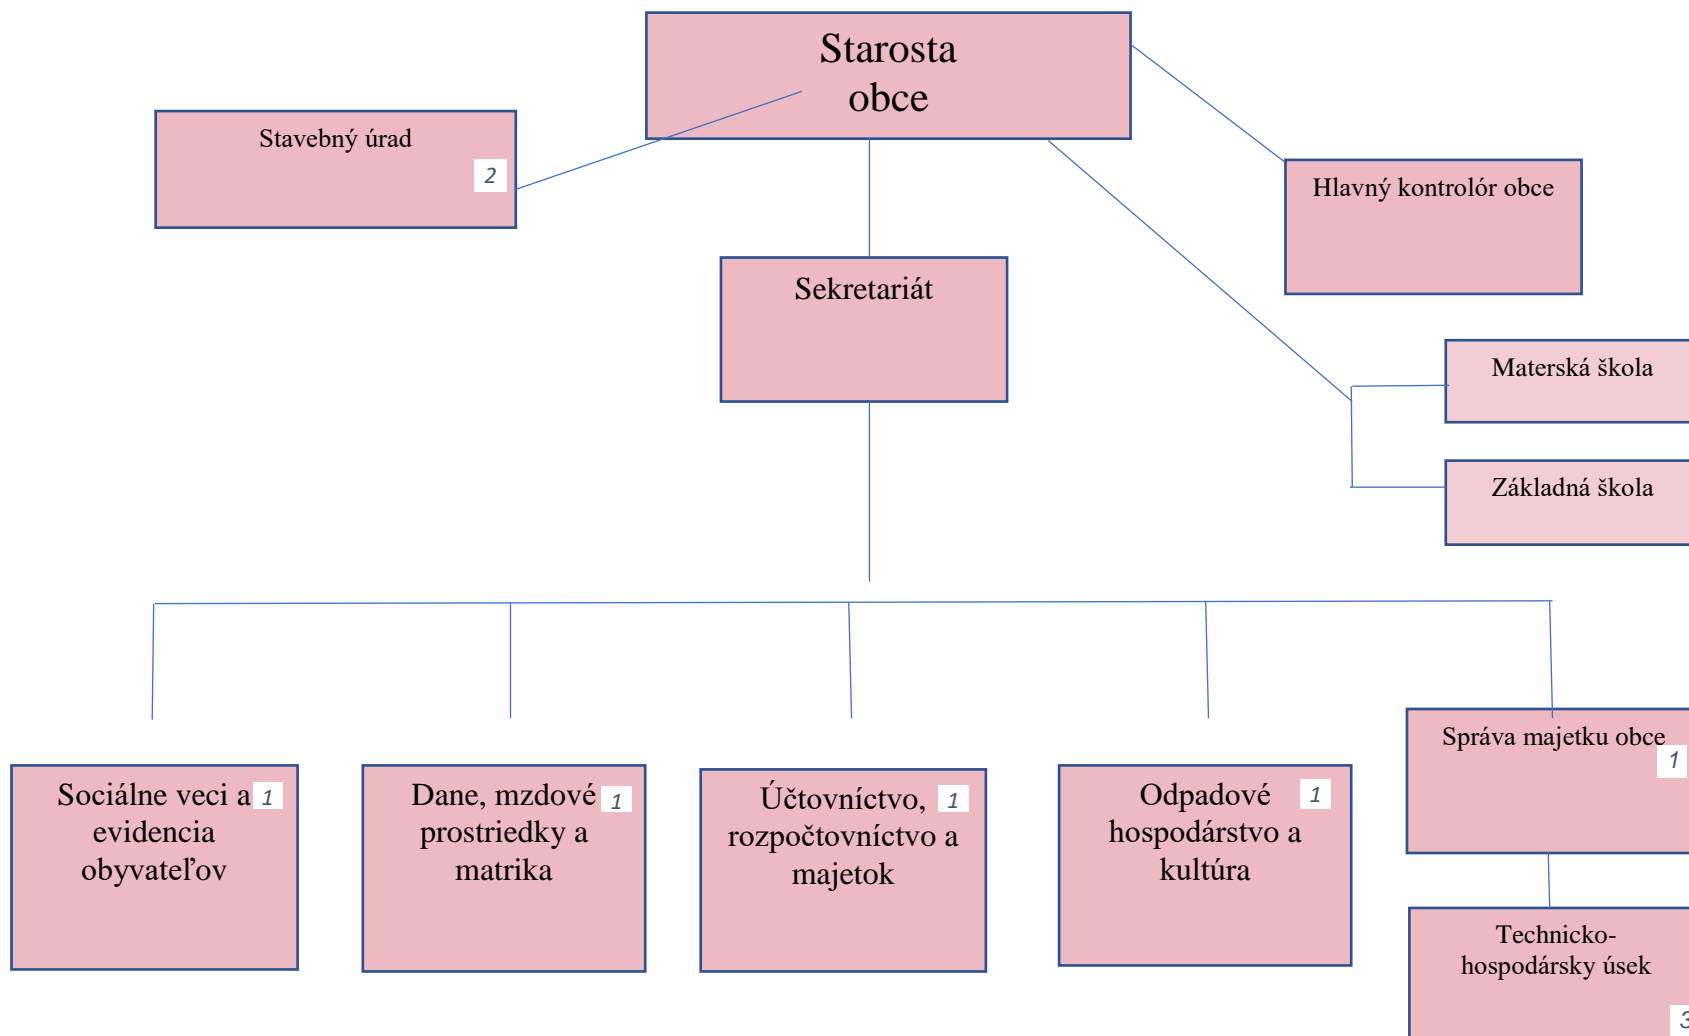 Starosta
obce
Stavebný úrad
2
Hlavný kontrolór obce
Sekretariát
Materská škola
Základná škola
Správa majetku obce
1
Sociálne veci a
evidencia
obyvateľov
1
Dane, mzdové
prostriedky a
matrika
1
Účtovníctvo,
rozpočtovníctvo a
majetok
1
Odpadové
hospodárstvo a
kultúra
1
Technicko-
hospodársky úsek
3